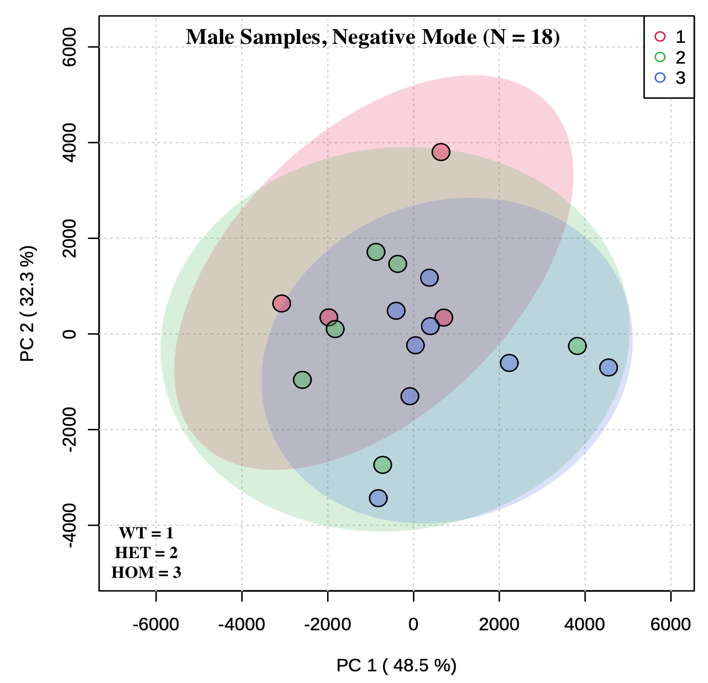 Male Samples, Negative Mode (N = 18)
1
2
3
6000
4000
2000
0
-2000
-4000
PC 2 ( 32.3 %)
WT = 1
HET = 2
HOM = 3
-6000 -4000 -2000 0 2000 4000 6000
PC 1 ( 48.5 %)